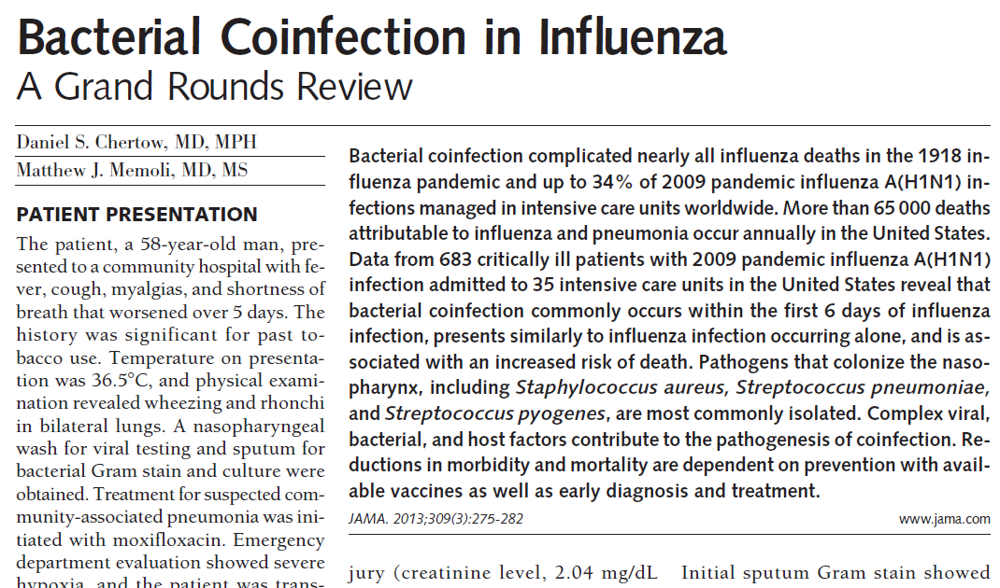 Bacterial Coinfection in Influenza
A Grand Rounds Review
Daniel S. Chertow, MD, MPH
Matthew J. Memoli, MD, MS
PATIENT PRESENTATION
The patient, a 58-year-old man, pre-
sented to a community hospital with fe-
ver, cough, myalgias, and shortness of
breath that worsened over 5 days. The
history was significant for past to-
bacco use. Temperature on presenta-
tion was 36.5°C, and physical exami-
nation revealed wheezing and rhonchi
in bilateral lungs. A nasopharyngeal
wash for viral testing and sputum for
bacterial Gram stain and culture were
obtained. Treatment for suspected com-
munity-associated pneumonia was ini-
tiated with moxifloxacin. Emergency
department evaluation showed severe
hypoxia, and the patient was trans-
Bacterial coinfection complicated nearly all influenza deaths in the 1918 in-
fluenza pandemic and up to 34% of 2009 pandemic influenza A(H1N1) in-
fections managed in intensive care units worldwide. More than 65 000 deaths
attributable to influenza and pneumonia occur annually in the United States.
Data from 683 critically ill patients with 2009 pandemic influenza A(H1N1)
infection admitted to 35 intensive care units in the United States reveal that
bacterial coinfection commonly occurs within the first 6 days of influenza
infection, presents similarly to influenza infection occurring alone, and is as-
sociated with an increased risk of death. Pathogens that colonize the naso-
pharynx, including Staphylococcus aureus, Streptococcus pneumoniae,
and Streptococcus pyogenes, are most commonly isolated. Complex viral,
bacterial, and host factors contribute to the pathogenesis of coinfection. Re-
ductions in morbidity and mortality are dependent on prevention with avail-
able vaccines as well as early diagnosis and treatment.
JAMA. 2013;309(3):275-282 www.jama.com
jury (creatinine level, 2.04 mg/dL
Initial sputum Gram stain showed